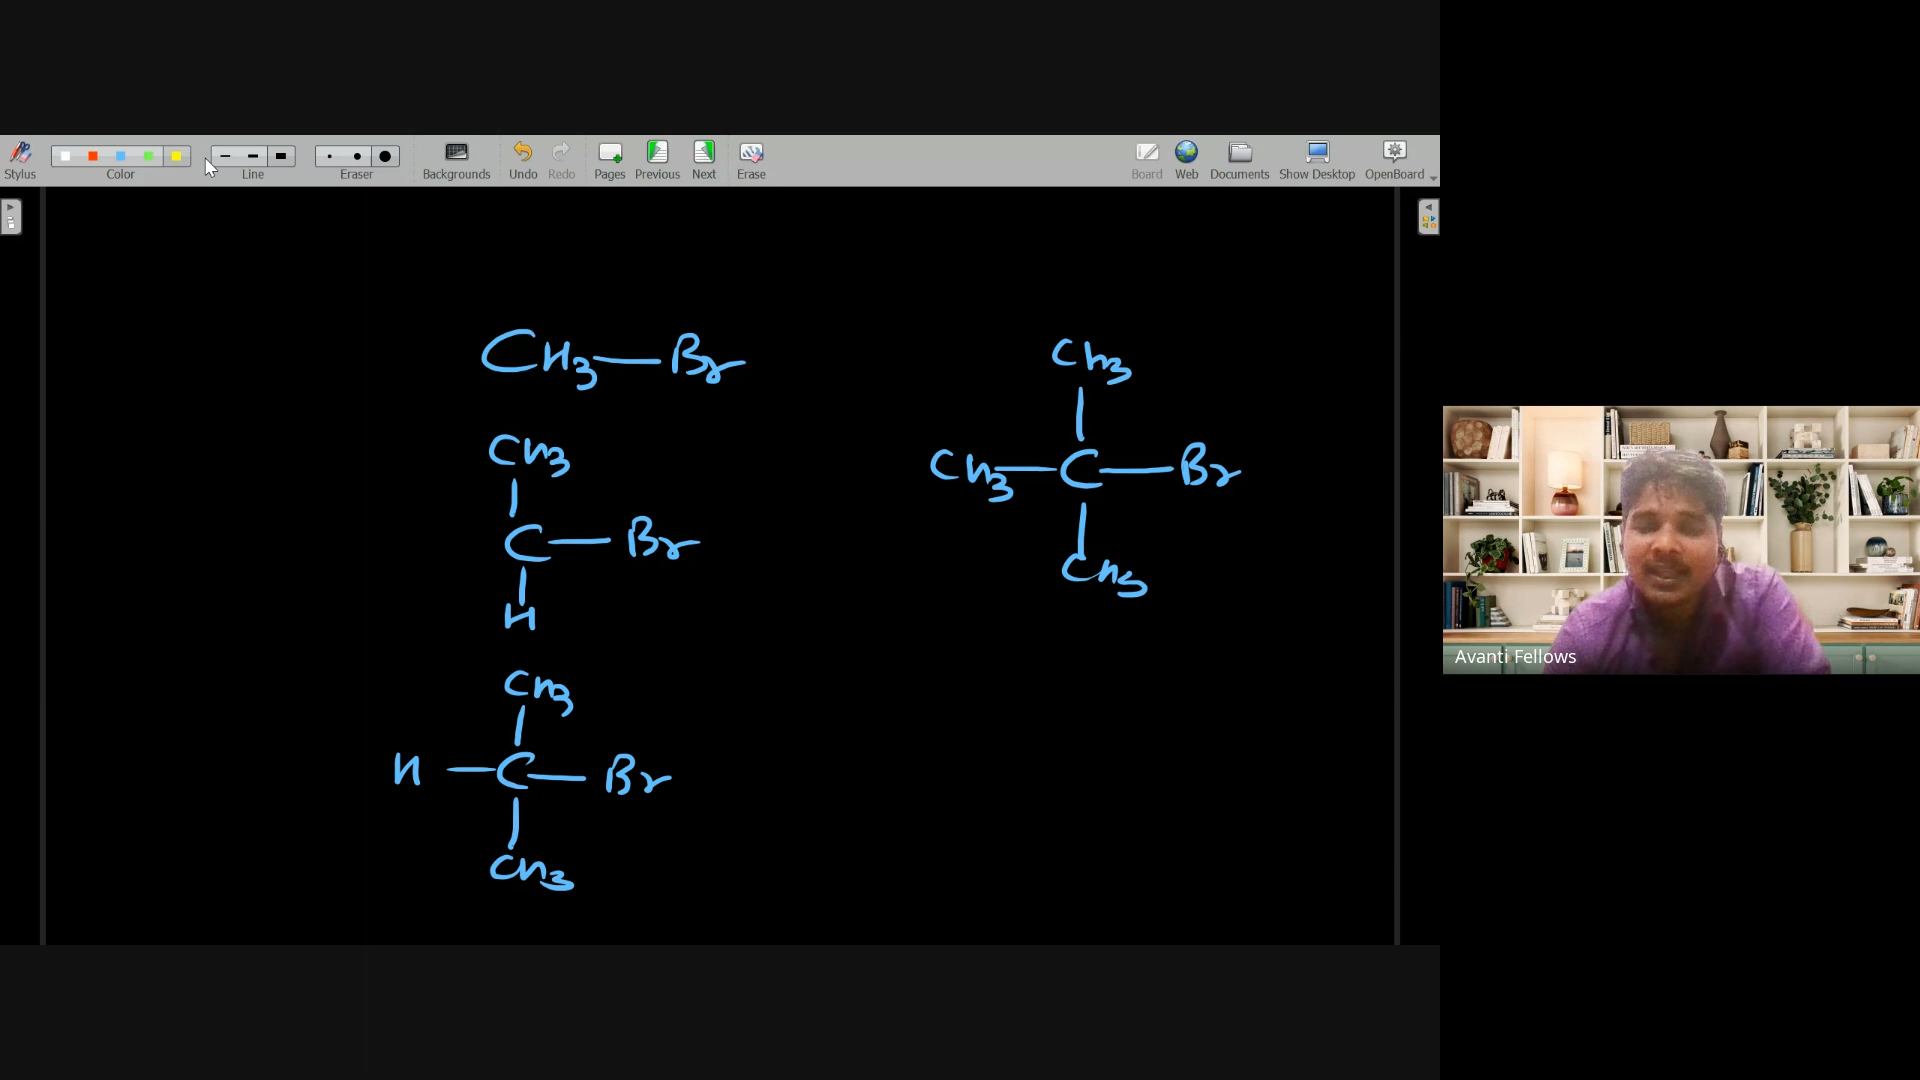 Stylus Color Line Eraser Backgrounds Undo Redo Pages Previous Next Erase Board Web Documents Show Desktop OpenBoard
CH3—Br
CH3
C—Br
H
CH3
H—C—Br
CH3
CH3
CH3—C—Br
CH3
Avanti Fellows